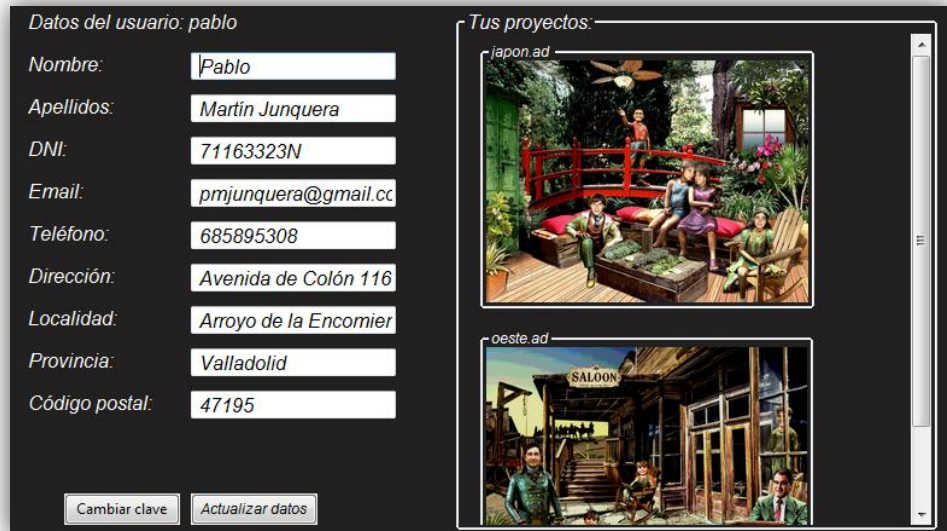 Datos del usuario: pablo
Nombre: Pablo
Apellidos: Martín Junquera
DNI: 71163323N
Email: pmjunquera@gmail.cc
Teléfono: 685895308
Dirección: Avenida de Colón 116
Localidad: Arroyo de la Encomier
Provincia: Valladolid
Código postal: 47195
Cambiar clave Actualizar datos
Tus proyectos:
japon.ad
oeste.ad
SALOON